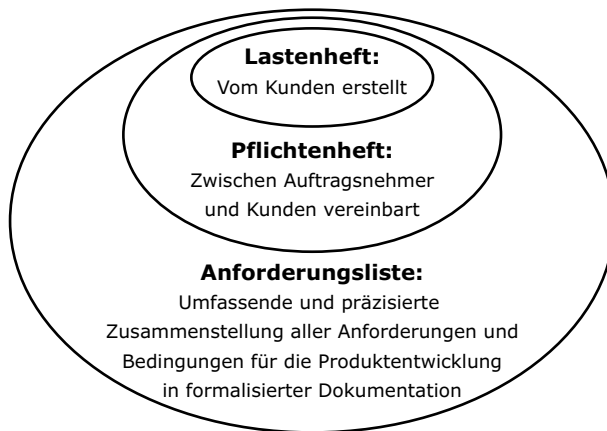 Lastenheft:
Vom Kunden erstellt
Pflichtenheft:
Zwischen Auftragsnehmer
und Kunden vereinbart
Anforderungsliste:
Umfassende und präzisierte
Zusammenstellung aller Anforderungen und
Bedingungen für die Produktentwicklung
in formalisierter Dokumentation